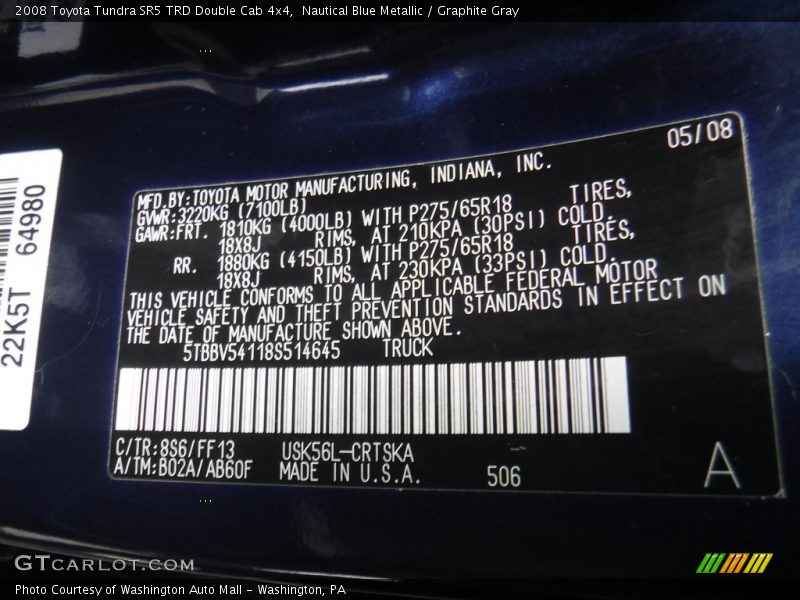 2008 Toyota Tundra SR5 TRD Double Cab 4x4,  Nautical Blue Metallic / Graphite Gray
05/08
MFD.BY:TOYOTA MOTOR MANUFACTURING, INDIANA, INC.
GVWR:3220KG (7100LB)
GAWR:FRT. 1810KG (4000LB) WITH P275/65R18 TIRES,
18X8J RIMS, AT 210KPA (30PSI) COLD.
RR. 1880KG (4150LB) WITH P275/65R18 TIRES,
18X8J RIMS, AT 230KPA (33PSI) COLD.
THIS VEHICLE CONFORMS TO ALL APPLICABLE FEDERAL MOTOR
VEHICLE SAFETY AND THEFT PREVENTION STANDARDS IN EFFECT ON
THE DATE OF MANUFACTURE SHOWN ABOVE.
5TBBV54118S514645 TRUCK
C/TR:8S6/FF13 USK56L-CRTSKA
A/TM:B02A/AB60F MADE IN U.S.A. 506
A
22K5T 64980
GTCARLOT.COM
Photo Courtesy of Washington Auto Mall - Washington, PA